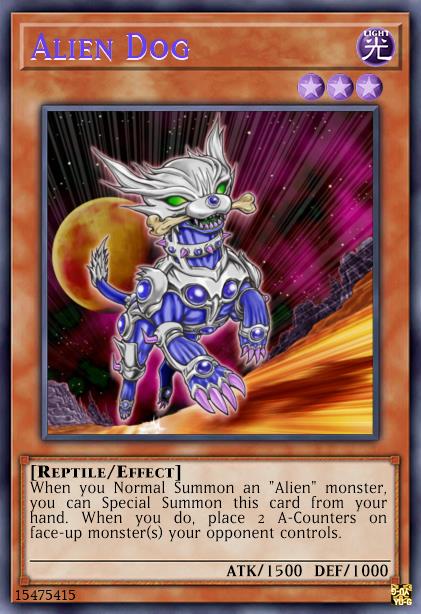 Alien Dog
LIGHT
光
[Reptile/Effect]
When you Normal Summon an "Alien" monster,
you can Special Summon this card from your
hand. When you do, place 2 A-Counters on
face-up monster(s) your opponent controls.
ATK/1500 DEF/1000
15475415